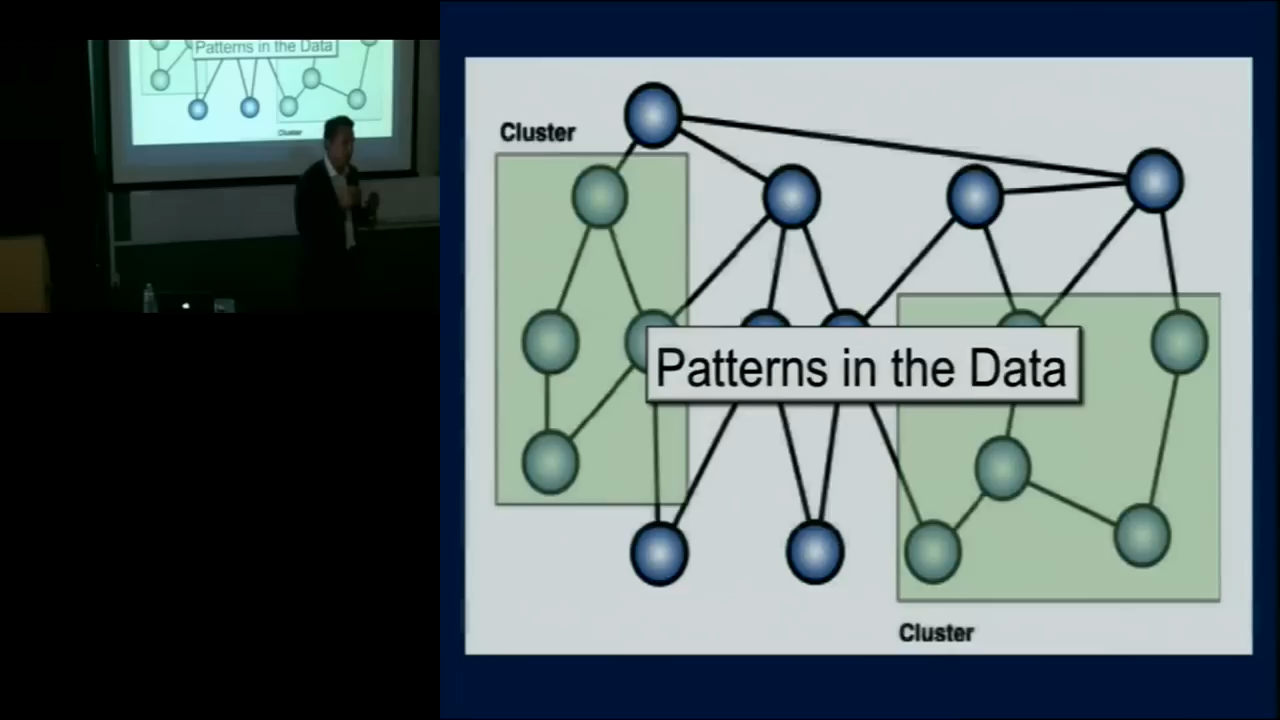 Patterns in the Data
Cluster
Cluster
Patterns in the Data
Cluster